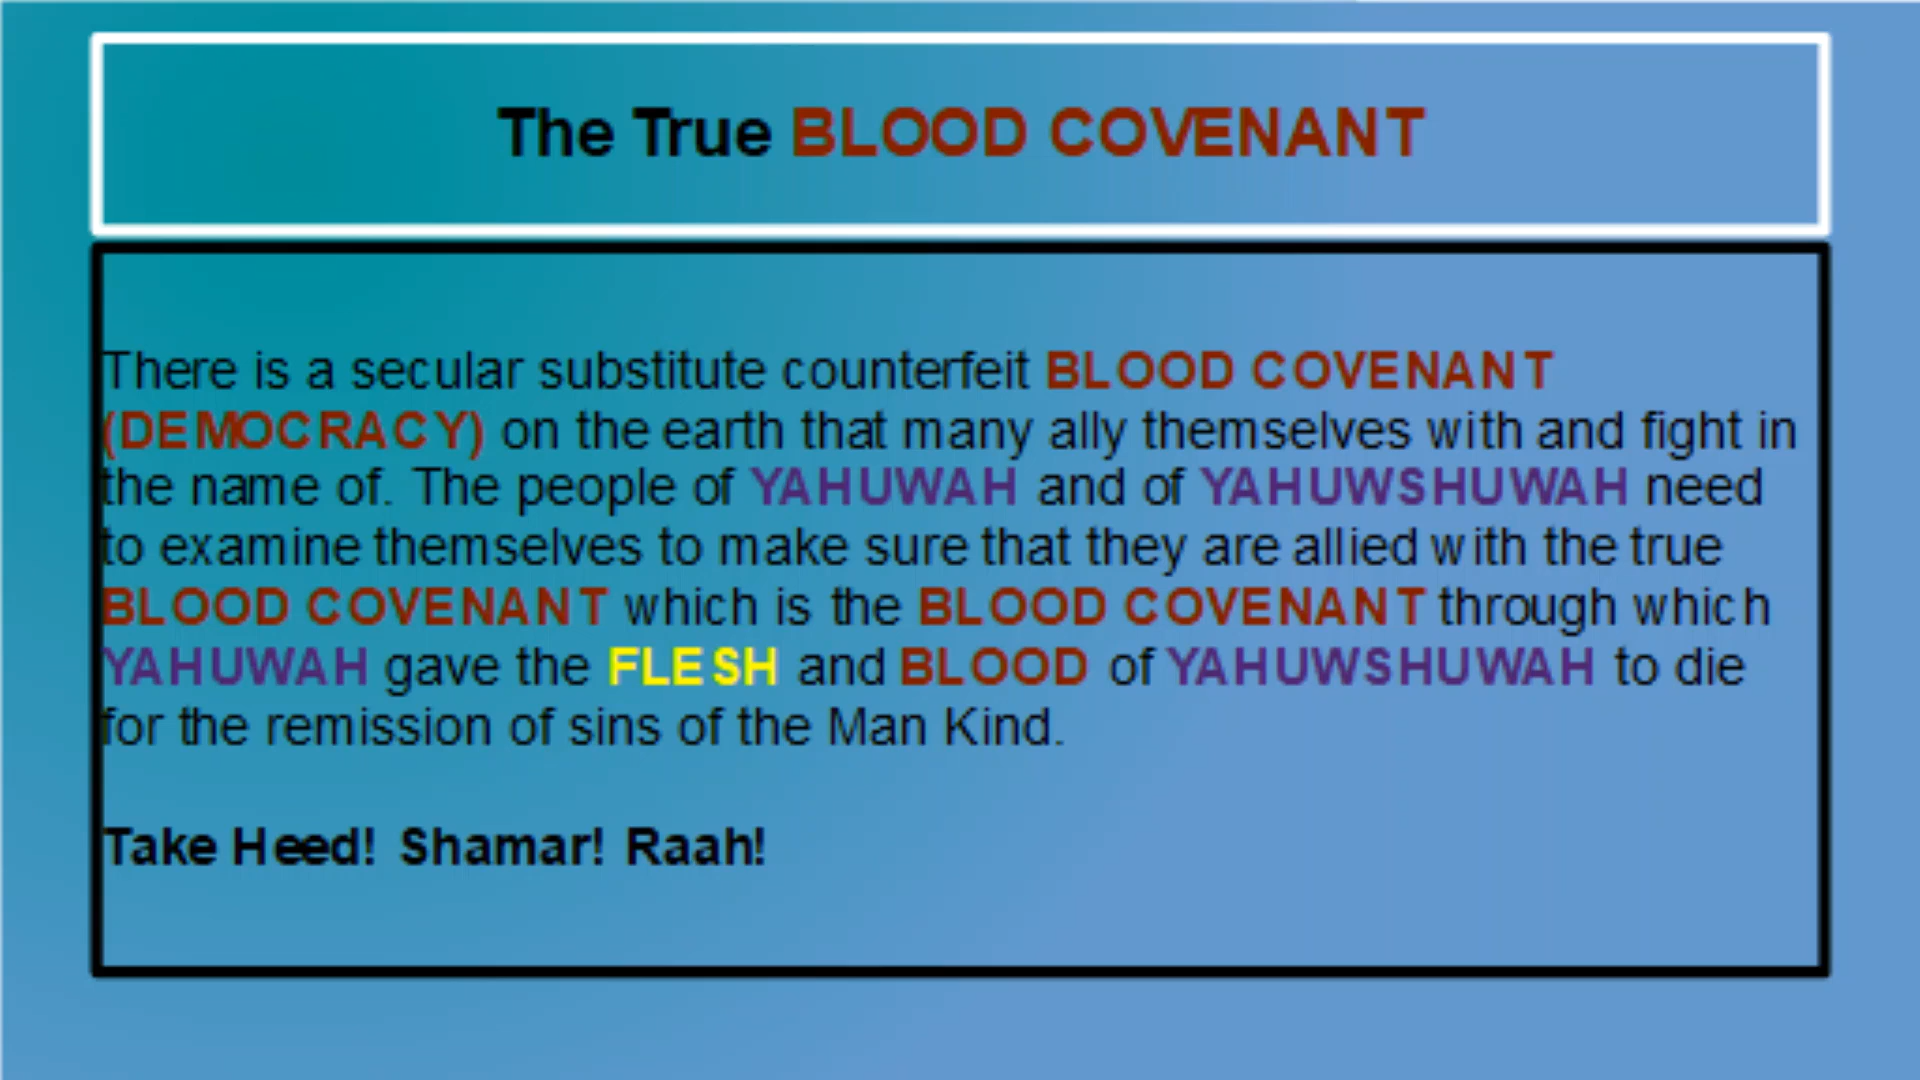 The True BLOOD COVENANT
There is a secular substitute counterfeit BLOOD COVENANT
(DEMOCRACY) on the earth that many ally themselves with and fight in
the name of. The people of YAHUWAH and of YAHUWSHUWAH need
to examine themselves to make sure that they are allied with the true
BLOOD COVENANT which is the BLOOD COVENANT through which
YAHUWAH gave the FLESH and BLOOD of YAHUWSHUWAH to die
for the remission of sins of the Man Kind.
Take Heed! Shamar! Raah!